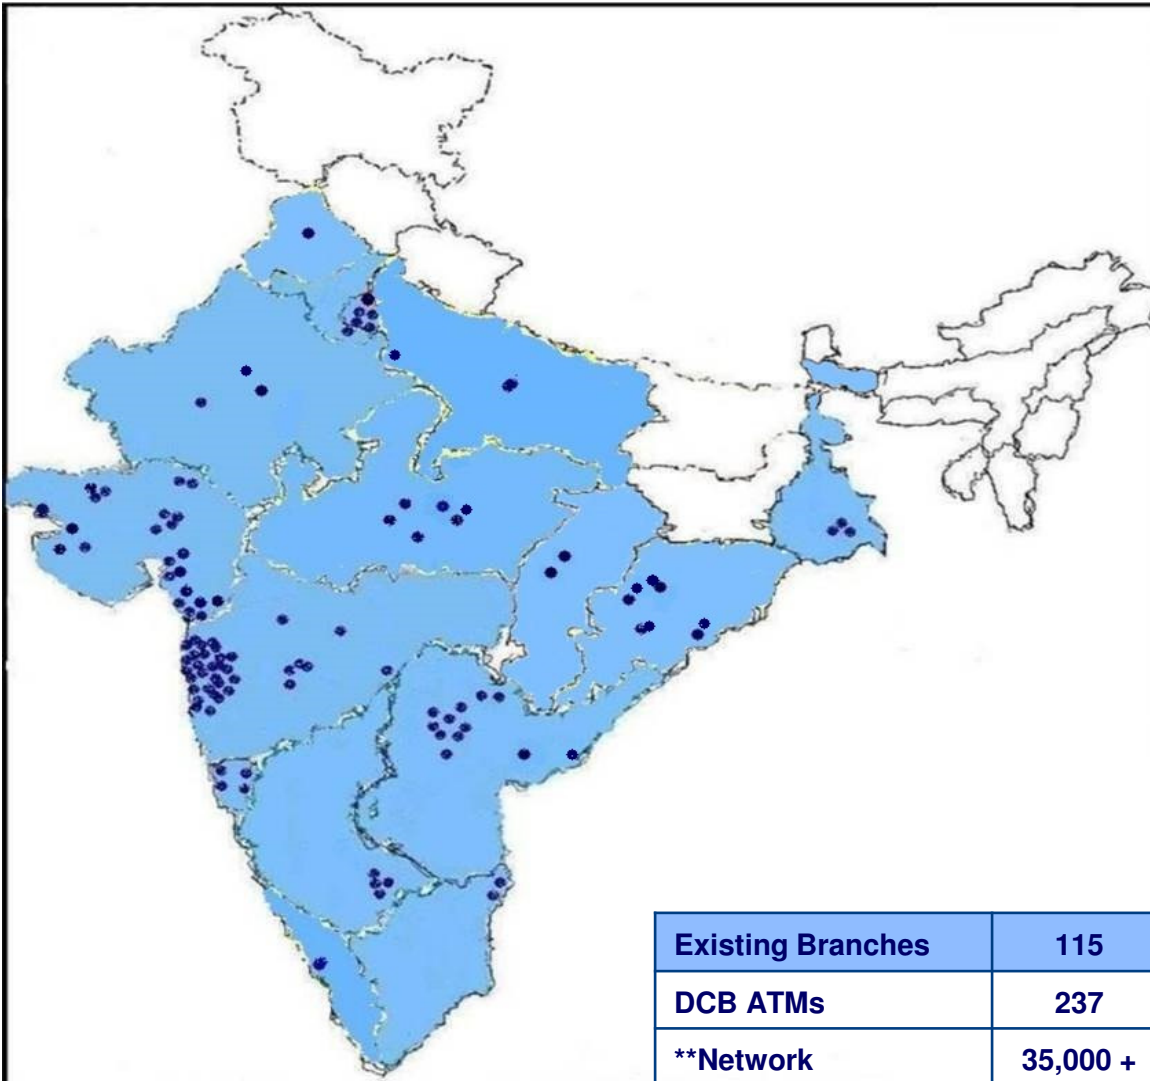 Existing Branches 115
DCB ATMs 237
**Network 35,000 +